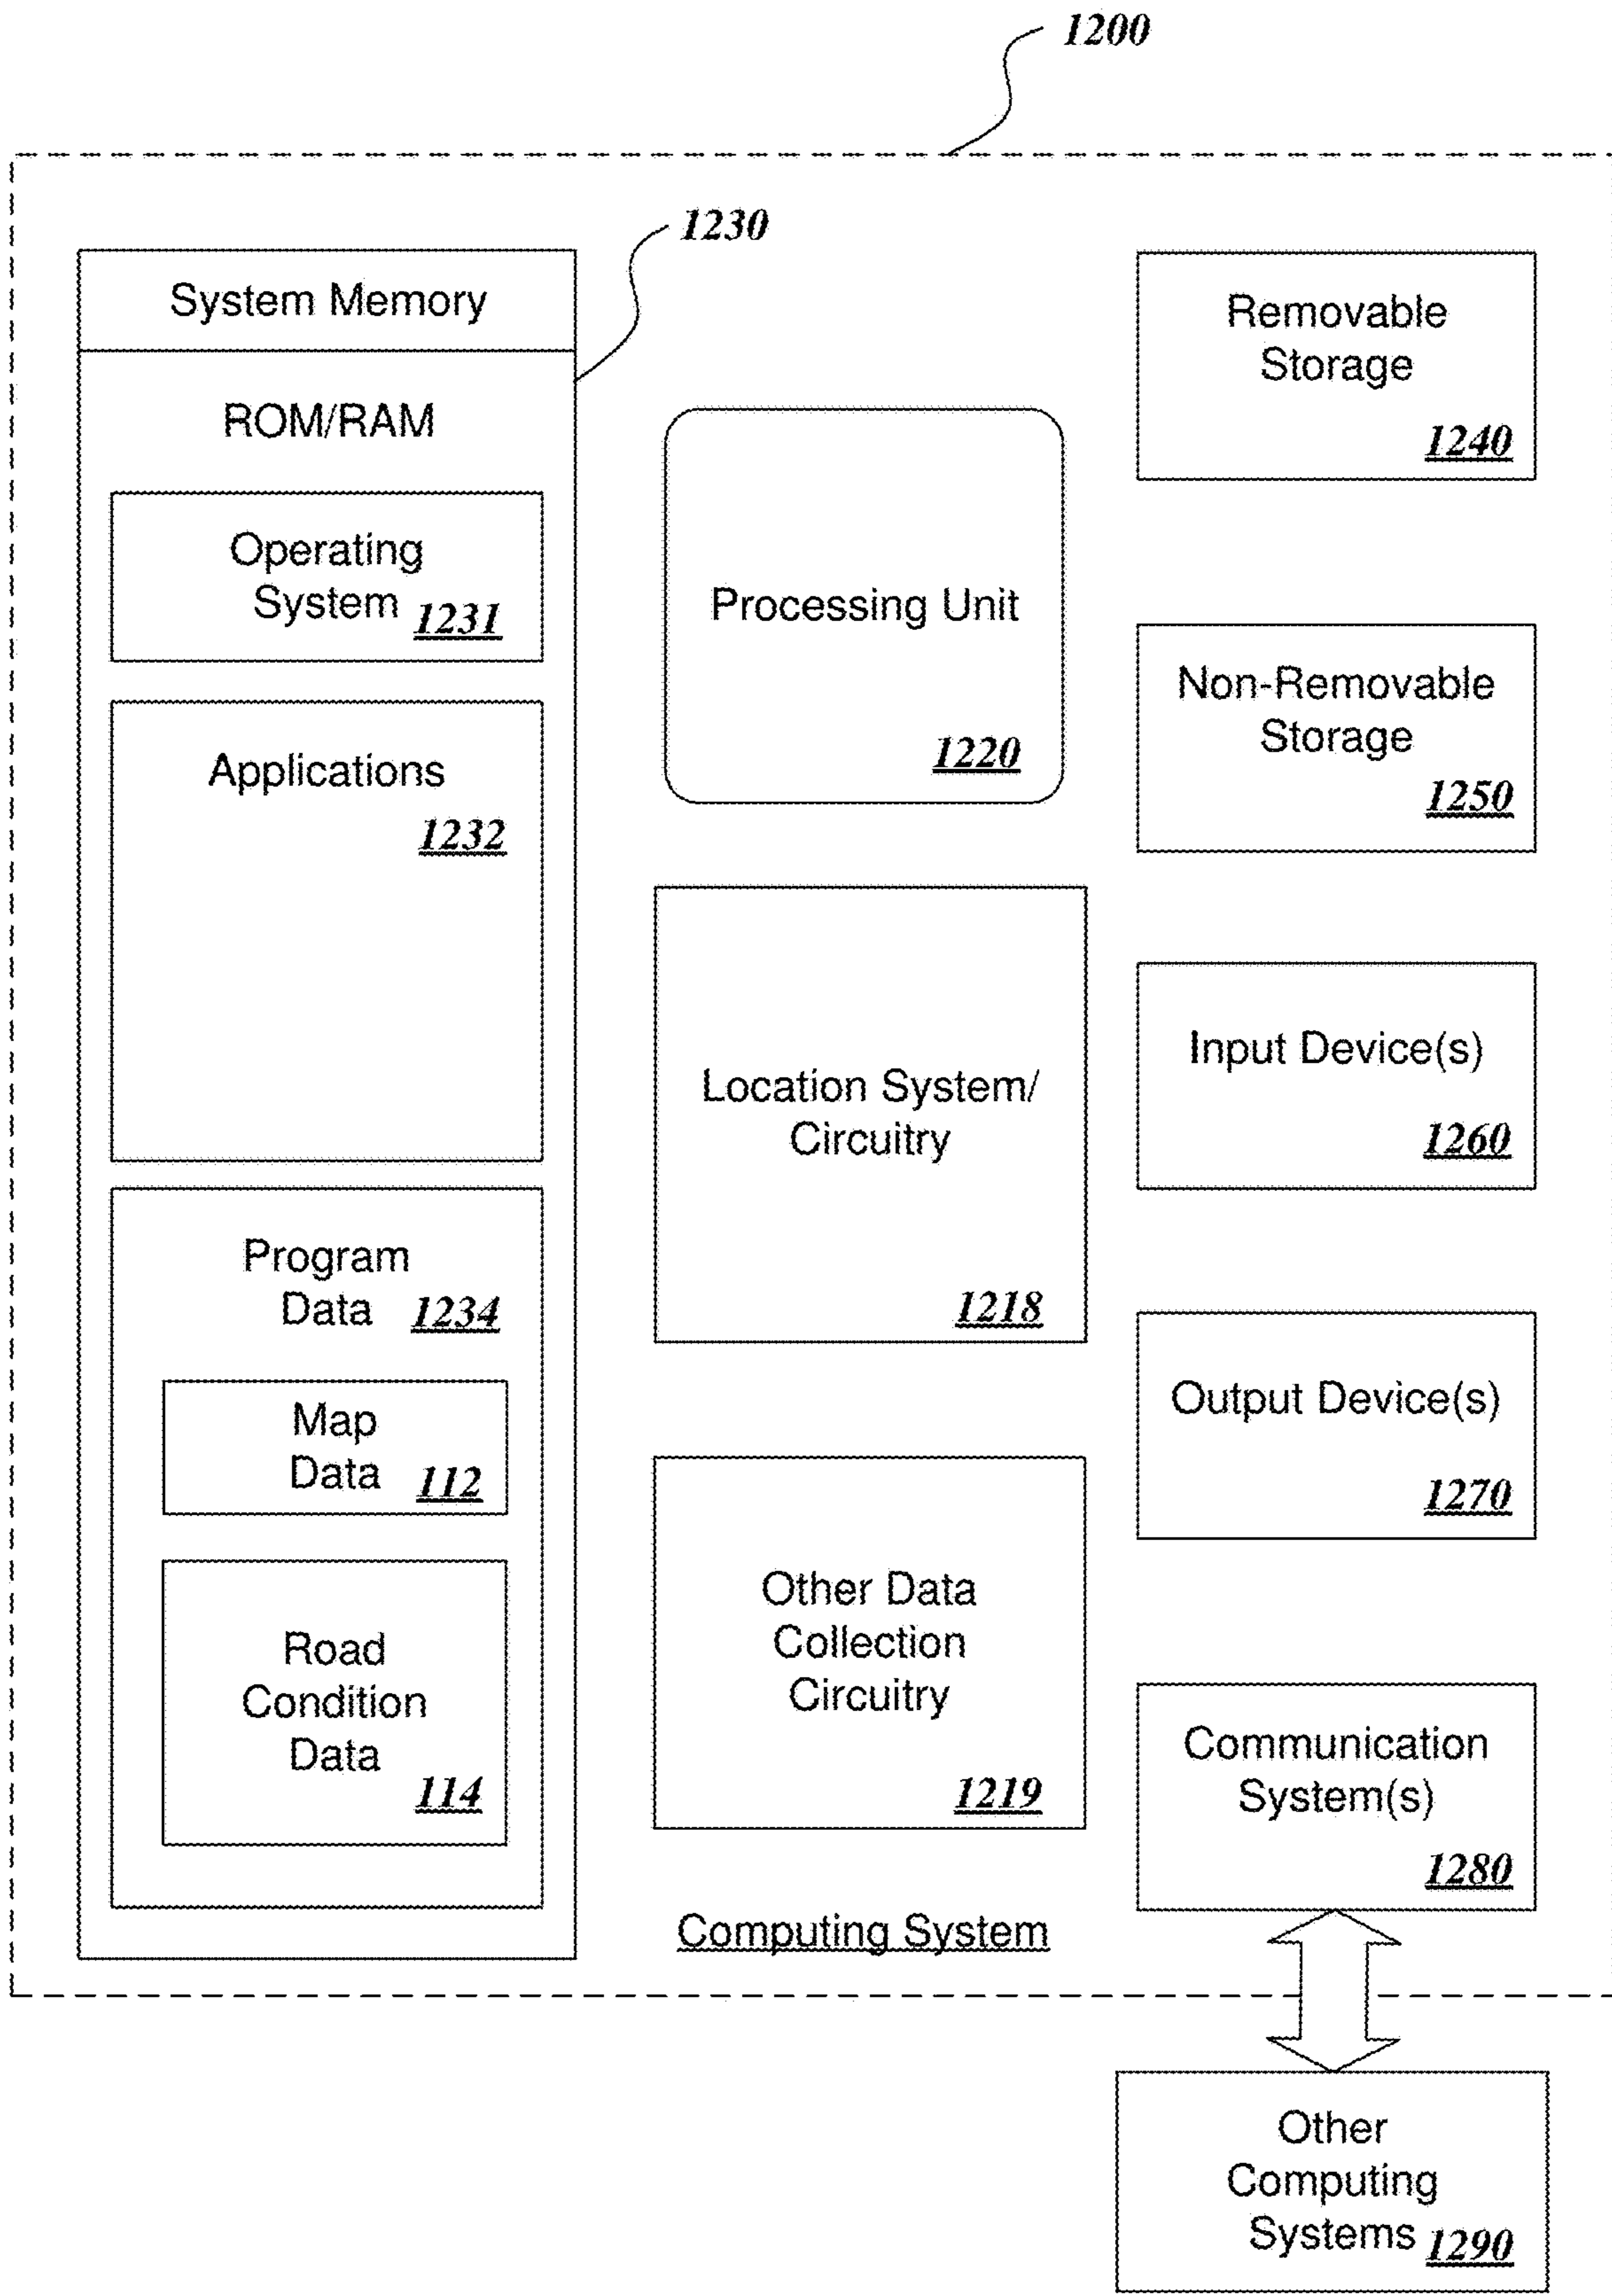 1200
1230
System Memory
ROM/RAM
Operating
System 1231
Applications
1232
Program
Data 1234
Map
Data 112
Road
Condition
Data
114
Processing Unit
1220
Location System/
Circuitry
1218
Other Data
Collection
Circuitry
1219
Computing System
Removable
Storage
1240
Non-Removable
Storage
1250
Input Device(s)
1260
Output Device(s)
1270
Communication
System(s)
1280
Other
Computing
Systems 1290